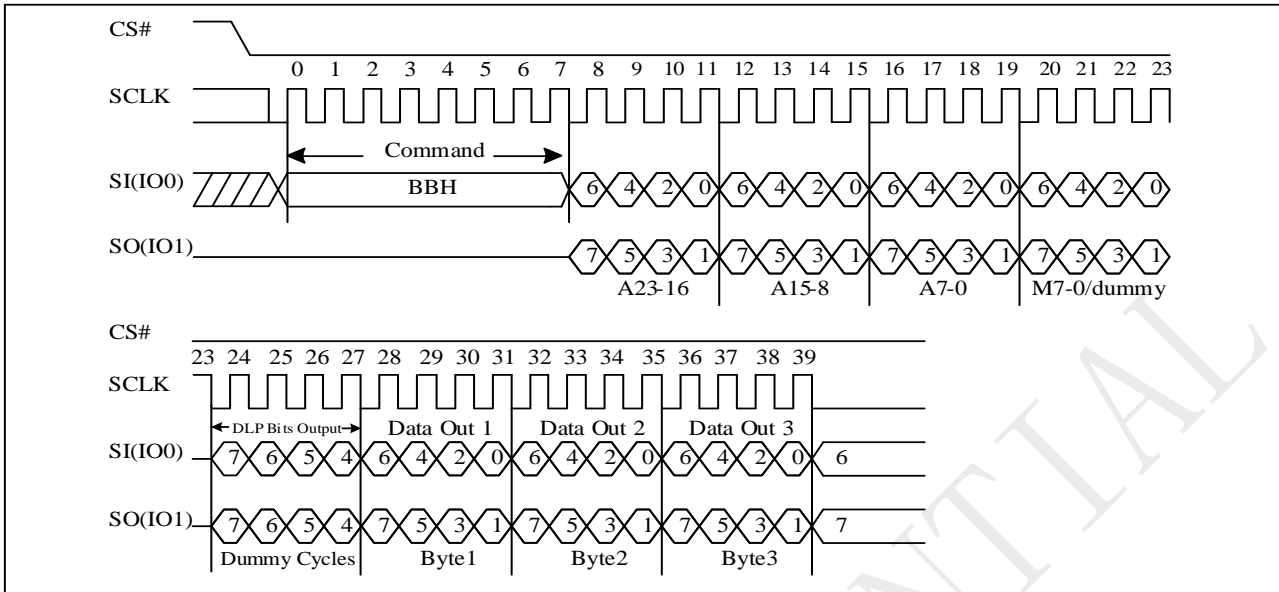 CS#
0 1 2 3 4 5 6 7 8 9 10 11 12 13 14 15 16 17 18 19 20 21 22 23
SCLK
Command
SI(IO0) BBH 6 4 2 0 6 4 2 0 6 4 2 0 6 4 2 0
SO(IO1) 7 5 3 1 7 5 3 1 7 5 3 1 7 5 3 1
A23-16 A15-8 A7-0 M7-0/dummy
CS#
23 24 25 26 27 28 29 30 31 32 33 34 35 36 37 38 39
SCLK
DLP Bits Output Data Out 1 Data Out 2 Data Out 3
SI(IO0) 7 6 5 4 6 4 2 0 6 4 2 0 6 4 2 0 6
SO(IO1) 7 6 5 4 7 5 3 1 7 5 3 1 7 5 3 1 7
Dummy Cycles Byte1 Byte2 Byte3
NTIAL